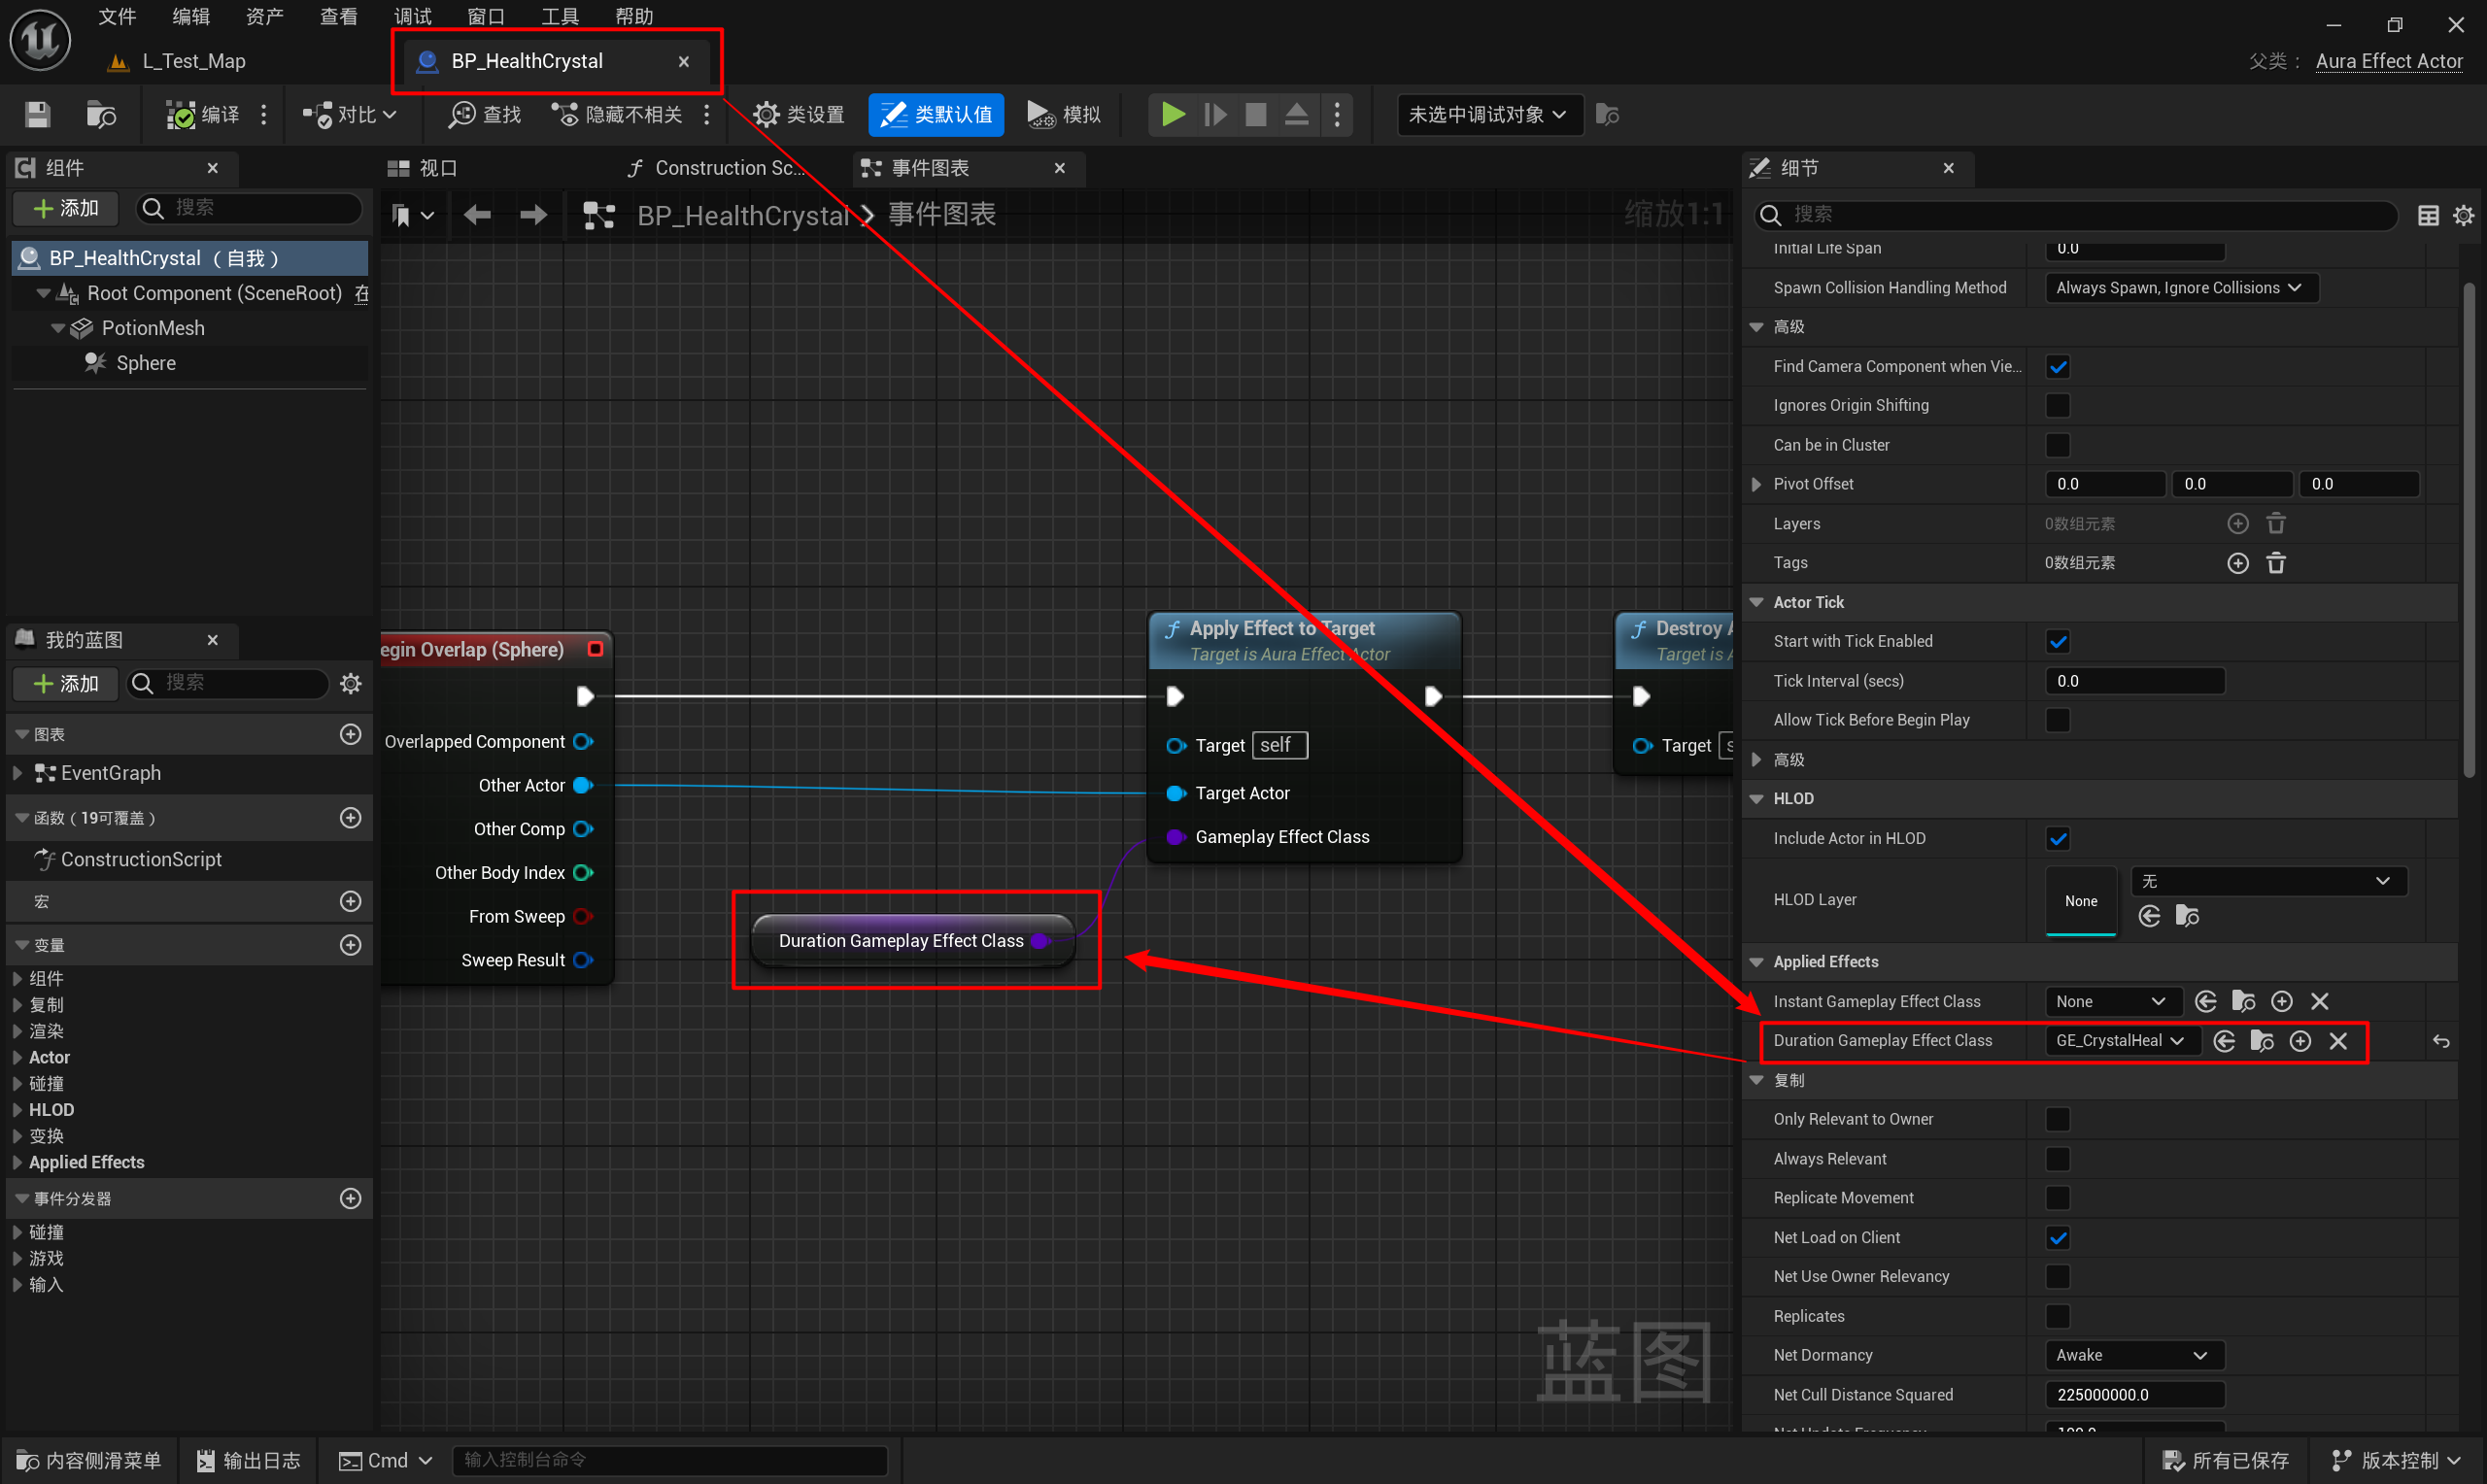 文件 编辑 资产 查看 调试 窗口 工具 帮助
L_Test_Map
BP_HealthCrystal
父类： Aura Effect Actor
编译 对比 查找 隐藏不相关 类设置 类默认值 模拟 未选中调试对象
组件
添加 搜索
BP_HealthCrystal （自我）
Root Component (SceneRoot) 在
PotionMesh
Sphere
我的蓝图
添加 搜索
图表
EventGraph
函数（19可覆盖）
ConstructionScript
宏
变量
组件
复制
渲染
Actor
碰撞
HLOD
变换
Applied Effects
事件分发器
碰撞
游戏
输入
视口 Construction Sc... 事件图表
BP_HealthCrystal 事件图表 缩放1:1
egin Overlap (Sphere)
Overlapped Component
Other Actor
Other Comp
Other Body Index
From Sweep
Sweep Result
Duration Gameplay Effect Class
Apply Effect to Target
Target is Aura Effect Actor
Target self
Target Actor
Gameplay Effect Class
Destroy A
Target is A
Target s
蓝图
细节
搜索
Initial Life Span 0.0
Spawn Collision Handling Method Always Spawn, Ignore Collisions
高级
Find Camera Component when Vie...
Ignores Origin Shifting
Can be in Cluster
Pivot Offset 0.0 0.0 0.0
Layers 0数组元素
Tags 0数组元素
Actor Tick
Start with Tick Enabled
Tick Interval (secs) 0.0
Allow Tick Before Begin Play
高级
HLOD
Include Actor in HLOD
HLOD Layer None 无
Applied Effects
Instant Gameplay Effect Class None
Duration Gameplay Effect Class GE_CrystalHeal
复制
Only Relevant to Owner
Always Relevant
Replicate Movement
Net Load on Client
Net Use Owner Relevancy
Replicates
Net Dormancy Awake
Net Cull Distance Squared 225000000.0
Net Update Frequency 100.0
内容侧滑菜单 输出日志 Cmd 输入控制台命令 所有已保存 版本控制